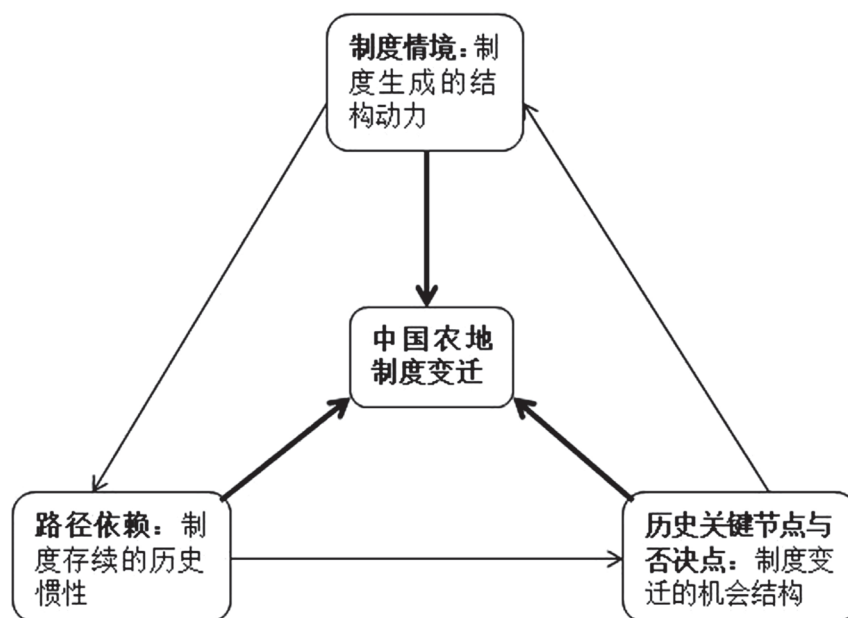 制度情境：制
度生成的结
构动力
中国农地
制度变迁
路径依赖：制
度存续的历史
惯性
历史关键节点与
否决点：制度变
迁的机会结构